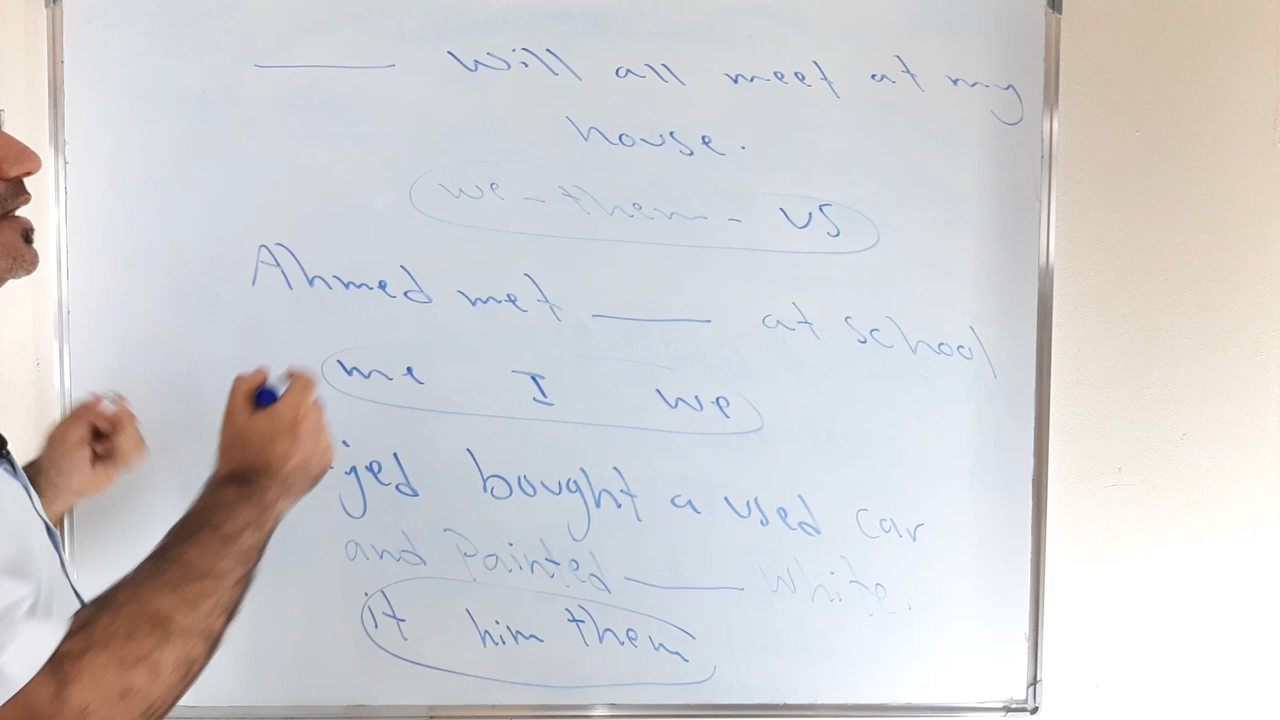 ____ Will all meet at my
house.
we - them - us
Ahmed met ____ at school
me I we
bought a used car
and Painted ____ White.
it him them